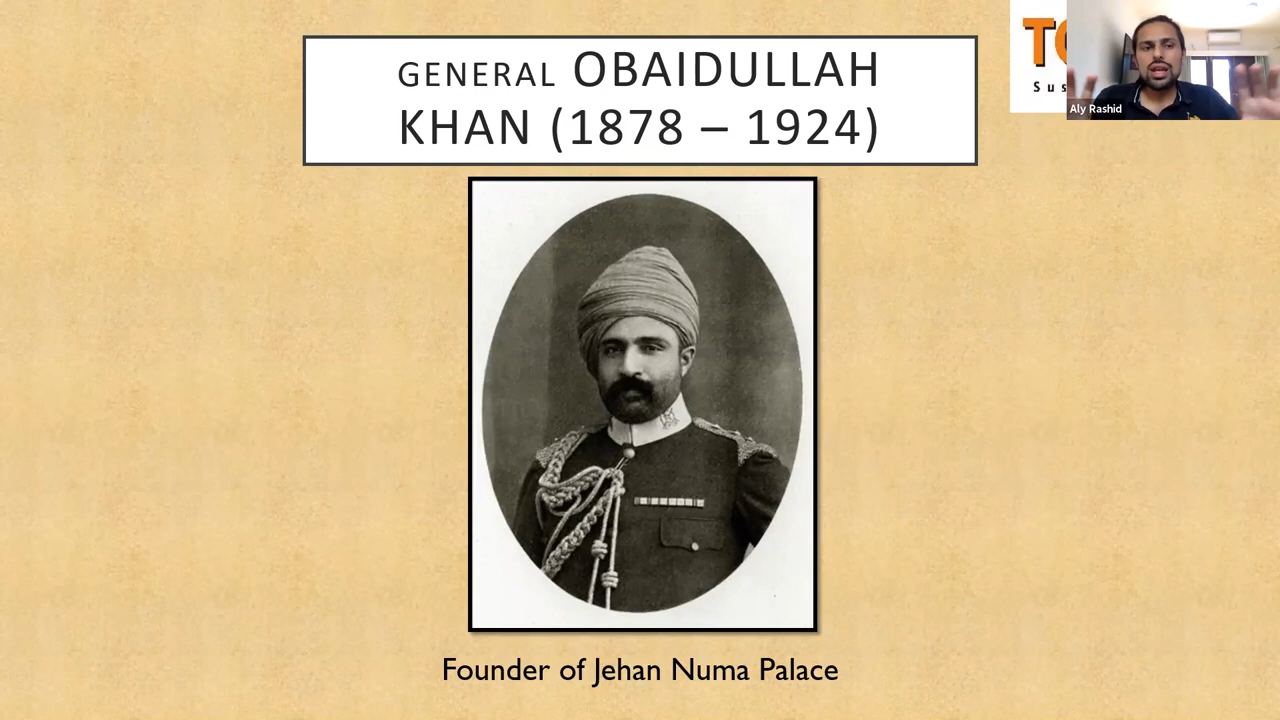 GENERAL OBAIDULLAH
KHAN (1878 – 1924)
Aly Rashid
Founder of Jehan Numa Palace